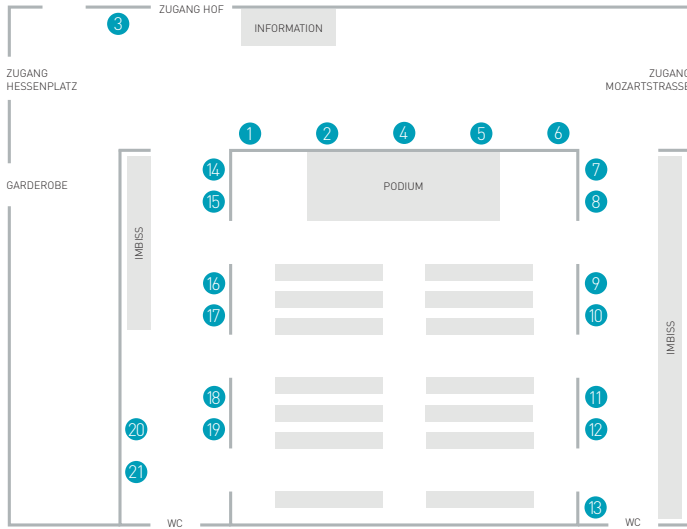 ZUGANG HOF
3
INFORMATION
ZUGANG
HESSENPLATZ
ZUGANG
MOZARTSTRASSE
1
2
4
5
6
14
7
GARDEROBE
PODIUM
15
8
IMBISS
16
9
17
10
IMBISS
18
11
20
19
12
21
13
WC
WC